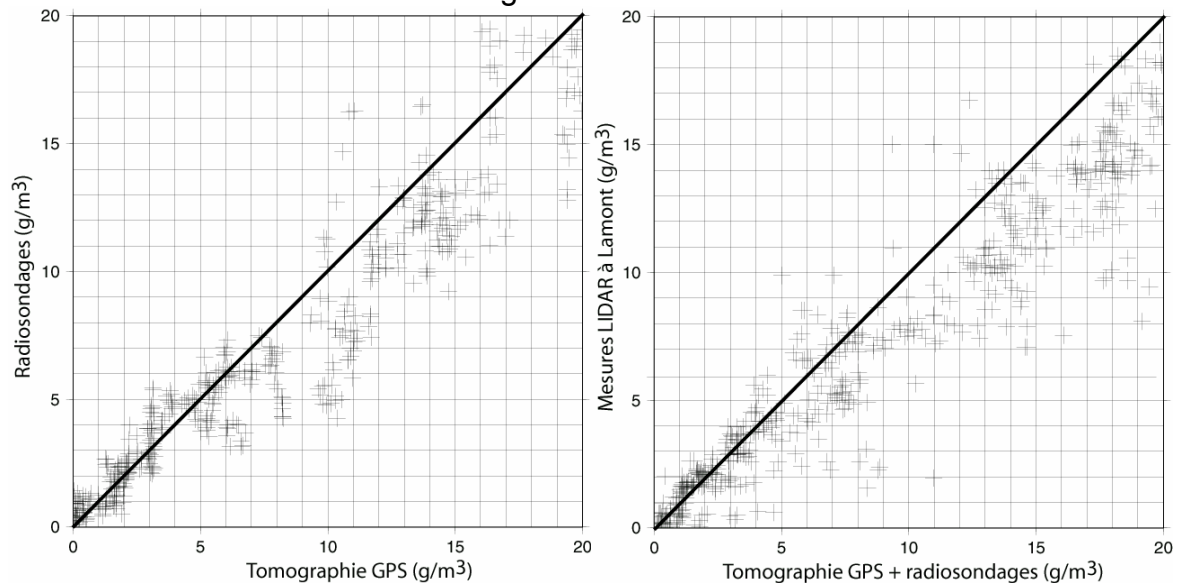 g
20
15
10
5
0
Radiosondages (g/m3)
0 5 10 15 20
Tomographie GPS (g/m3)
20
15
10
5
0
Mesures LIDAR à Lamont (g/m3)
0 5 10 15 20
Tomographie GPS + radiosondages (g/m3)